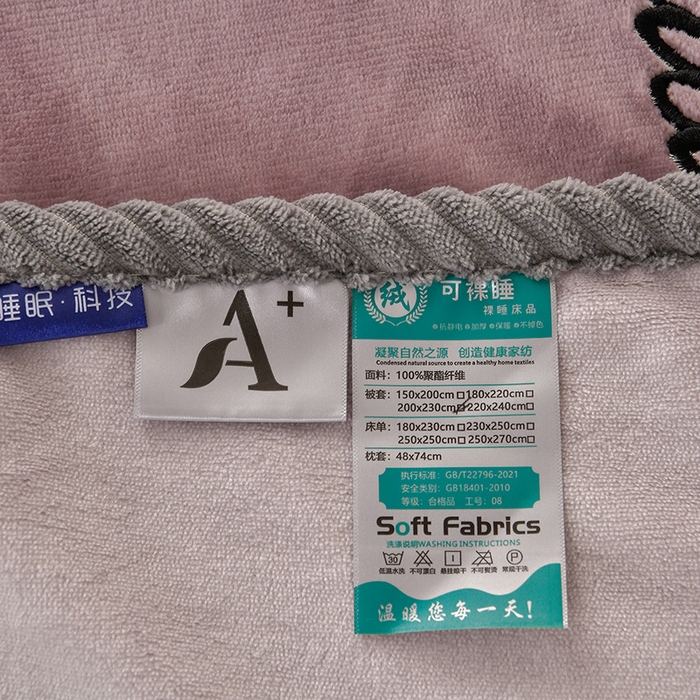 睡眠·科技
A+
绒
可裸睡
裸睡床品
抗静电 加厚 保暖 不掉色
凝聚自然之源 创造健康家纺
Condensed natural source to create a healthy home textiles
面料：100%聚酯纤维
被套：150x200cm□180x220cm□
200x230cm☑220x240cm□
床单：180x230cm□230x250cm□
250x250cm□250x270cm□
枕套：48x74cm
执行标准：GB/T22796-2021
安全类别：GB18401-2010
等级：合格品 工号：08
Soft Fabrics
洗涤说明WASHING INSTRUCTIONS
30 P
低温水洗 不可漂白 悬挂晾干 不可熨烫 常规干洗
温暖您每一天！